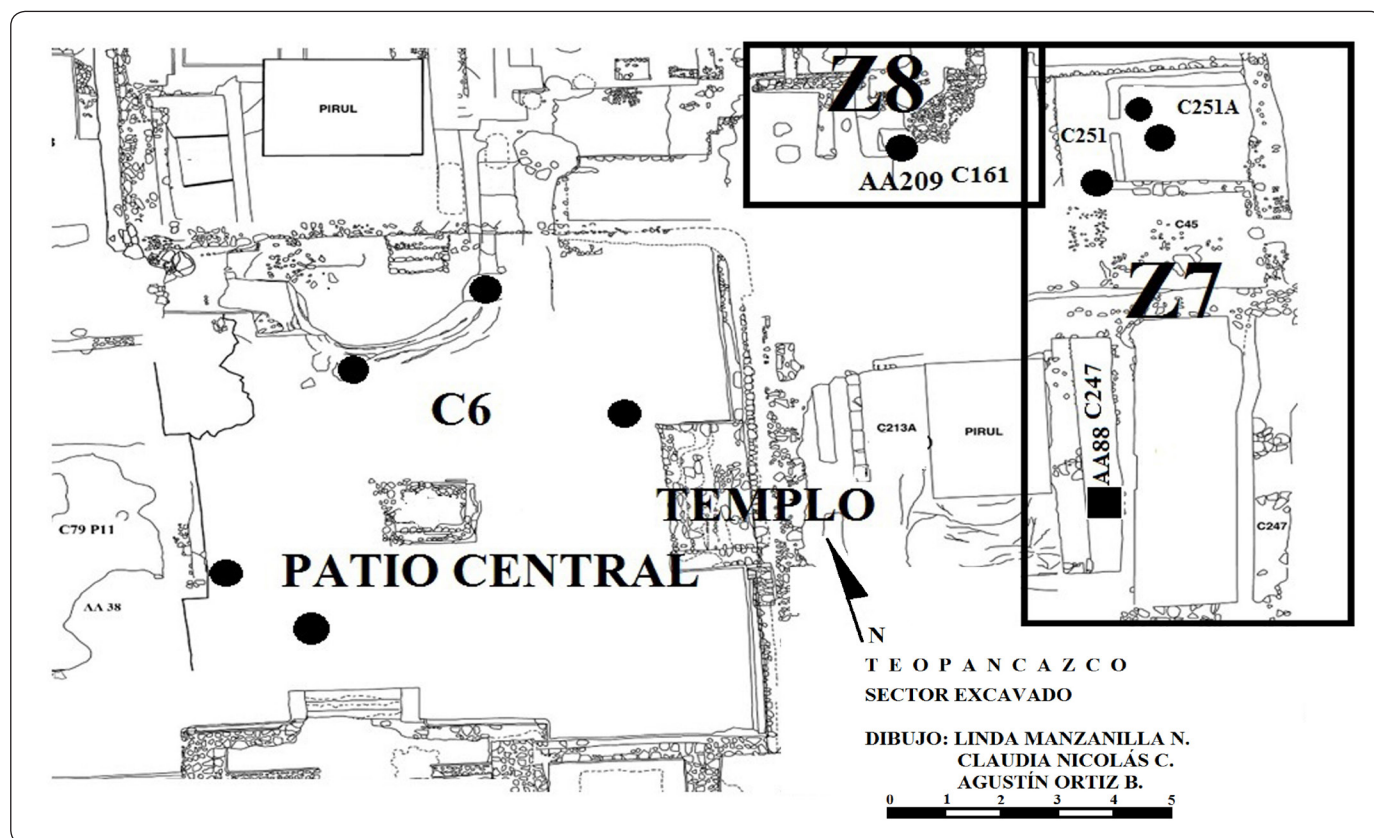 PIRUL
Z8
AA209 C161
C251
C251A
C45
Z7
C6
C213A
PIRUL
AA88 C247
C247
TEMPLO
C79 P11
PATIO CENTRAL
AA 38
N
TEOPANCAZCO
SECTOR EXCAVADO
DIBUJO: LINDA MANZANILLA N.
CLAUDIA NICOLÁS C.
AGUSTÍN ORTIZ B.
0 1 2 3 4 5